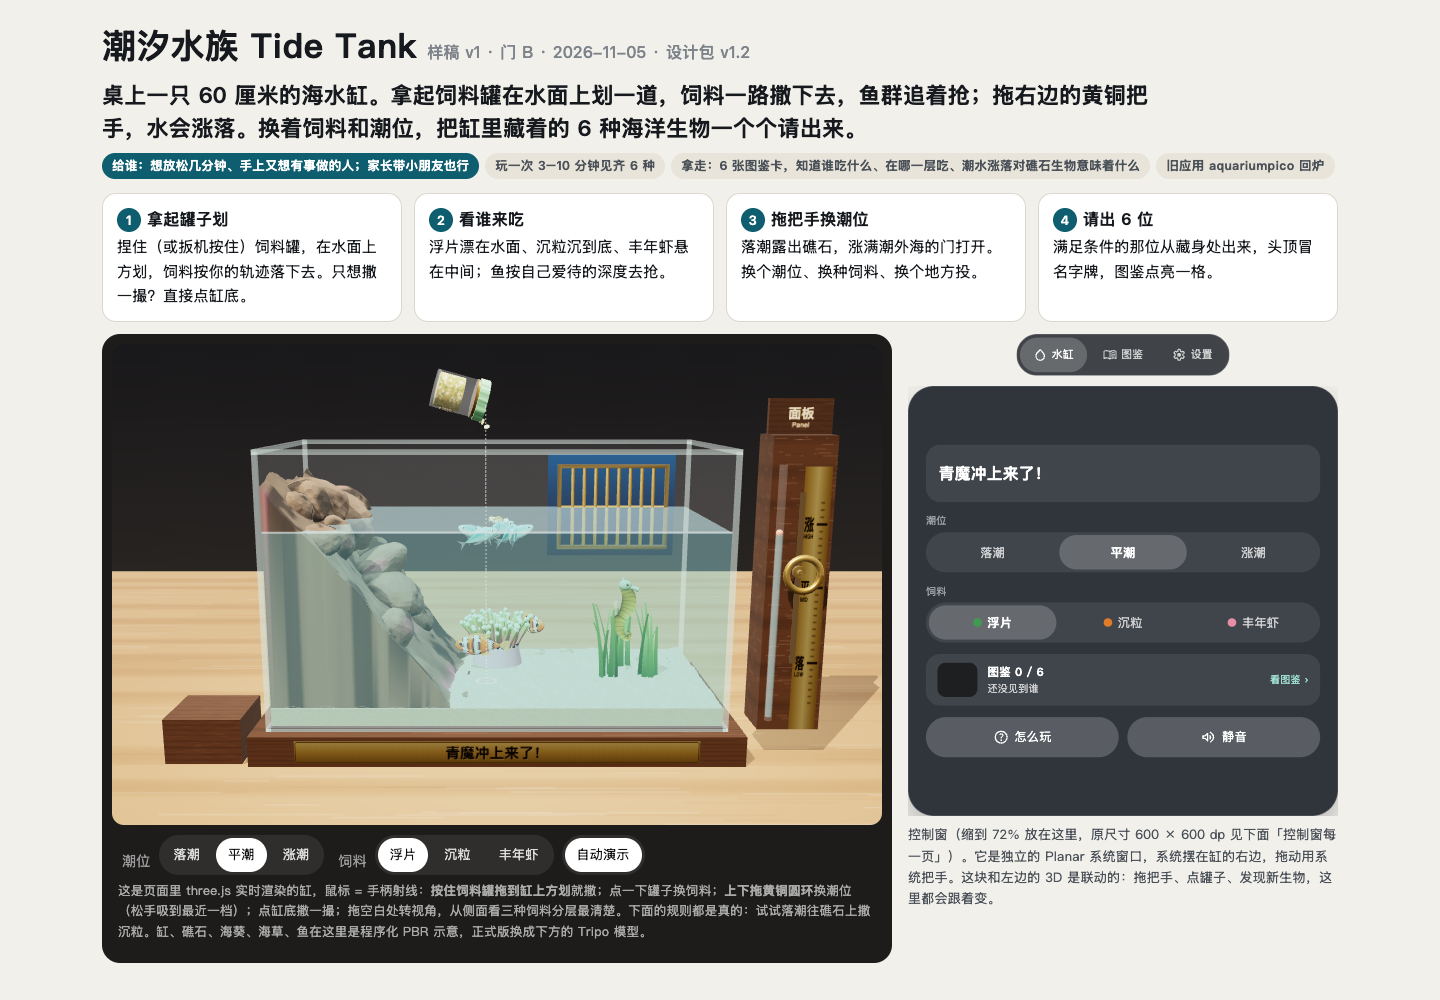 潮汐水族 Tide Tank 样稿 v1 · 门 B · 2026-11-05 · 设计包 v1.2
桌上一只 60 厘米的海水缸。拿起饲料罐在水面上划一道，饲料一路撒下去，鱼群追着抢；拖右边的黄铜把
手，水会涨落。换着饲料和潮位，把缸里藏着的 6 种海洋生物一个个请出来。
给谁：想放松几分钟、手上又想有事做的人；家长带小朋友也行
玩一次 3–10 分钟见齐 6 种
拿走：6 张图鉴卡，知道谁吃什么、在哪一层吃、潮水涨落对礁石生物意味着什么
旧应用 aquariumpico 回炉
1 拿起罐子划
捏住（或扳机按住）饲料罐，在水面上
方划，饲料按你的轨迹落下去。只想撒
一撮？直接点缸底。
2 看谁来吃
浮片漂在水面、沉粒沉到底、丰年虾悬
在中间；鱼按自己爱待的深度去抢。
3 拖把手换潮位
落潮露出礁石，涨满潮外海的门打开。
换个潮位、换种饲料、换个地方投。
4 请出 6 位
满足条件的那位从藏身处出来，头顶冒
名字牌，图鉴点亮一格。
面板
Panel
涨
HIGH
平
MID
落
LOW
青魔冲上来了！
潮位 落潮 平潮 涨潮 饲料 浮片 沉粒 丰年虾 自动演示
这是页面里 three.js 实时渲染的缸，鼠标 = 手柄射线：按住饲料罐拖到缸上方划就撒；点一下罐子换饲料；上下拖黄铜圆环换潮位
（松手吸到最近一档）；点缸底撒一撮；拖空白处转视角，从侧面看三种饲料分层最清楚。下面的规则都是真的：试试落潮往礁石上撒
沉粒。缸、礁石、海葵、海草、鱼在这里是程序化 PBR 示意，正式版换成下方的 Tripo 模型。
水缸 图鉴 设置
青魔冲上来了！
潮位
落潮 平潮 涨潮
饲料
浮片 沉粒 丰年虾
图鉴 0 / 6
还没见到谁
看图鉴 ›
怎么玩 静音
控制窗（缩到 72% 放在这里，原尺寸 600 × 600 dp 见下面「控制窗每
一页」）。它是独立的 Planar 系统窗口，系统摆在缸的右边，拖动用系
统把手。这块和左边的 3D 是联动的：拖把手、点罐子、发现新生物，这
里都会跟着变。